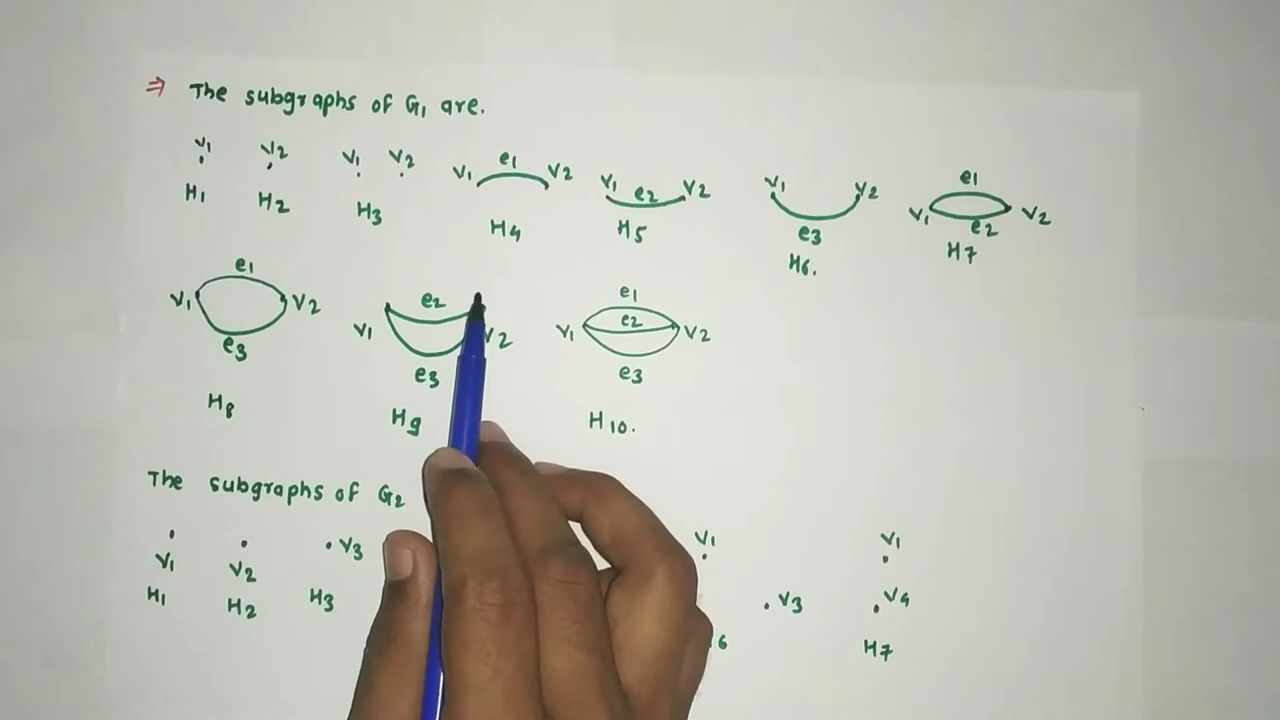 ⇒ The subgraphs of G1 are.
v1 v2 v1 v2 v1 e1 v2 v1 e2 v2 v1 v2 e1
e3 v1 e2 v2
H1 H2 H3 H4 H5 H6. H7
e1 e2 e1
v1 v2 v1 v2 v1 e2 v2
e3 e3 e3
H8 H9 H10.
The subgraphs of G2
v1 v2 v3 v1 v1
v3 v4
H1 H2 H3 6 H7